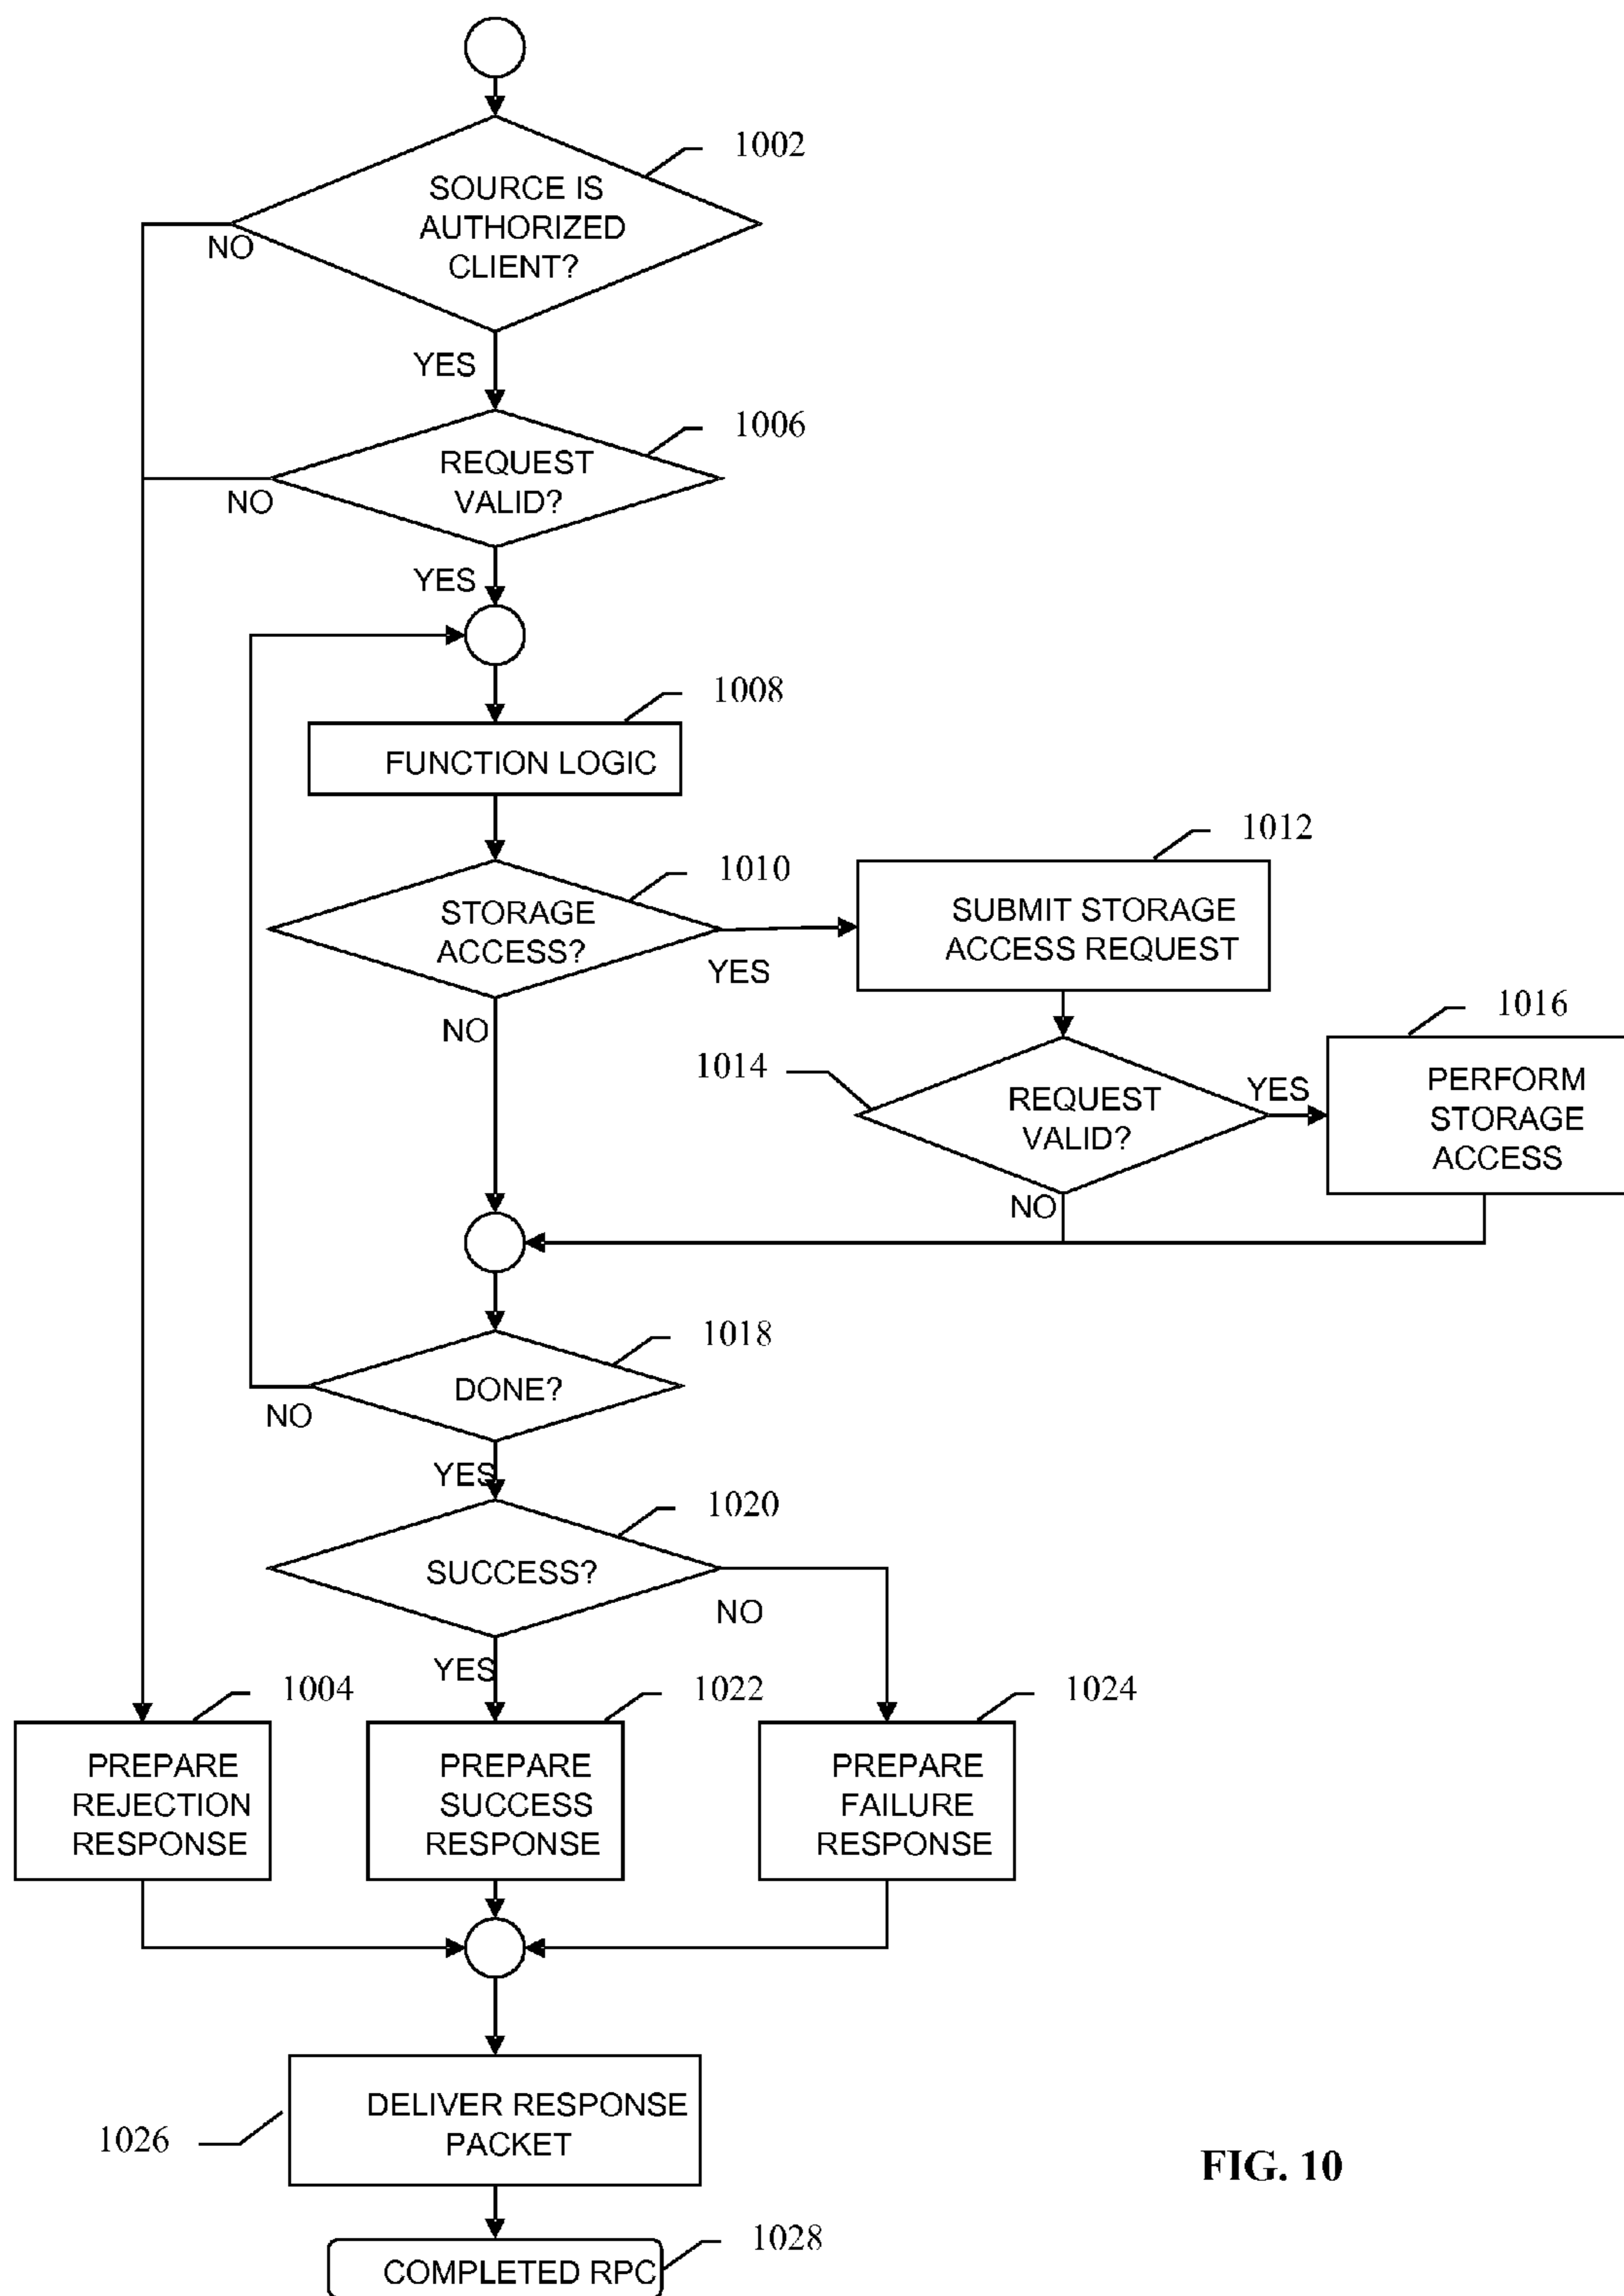 1002
SOURCE IS
AUTHORIZED
CLIENT?
NO
YES
1006
REQUEST
VALID?
NO
YES
1008
FUNCTION LOGIC
1010
STORAGE
ACCESS?
YES
NO
1012
SUBMIT STORAGE
ACCESS REQUEST
1014
REQUEST
VALID?
YES
NO
1016
PERFORM
STORAGE
ACCESS
1018
DONE?
NO
YES
1020
SUCCESS?
NO
YES
1004
PREPARE
REJECTION
RESPONSE
1022
PREPARE
SUCCESS
RESPONSE
1024
PREPARE
FAILURE
RESPONSE
1026
DELIVER RESPONSE
PACKET
FIG. 10
1028
COMPLETED RPC